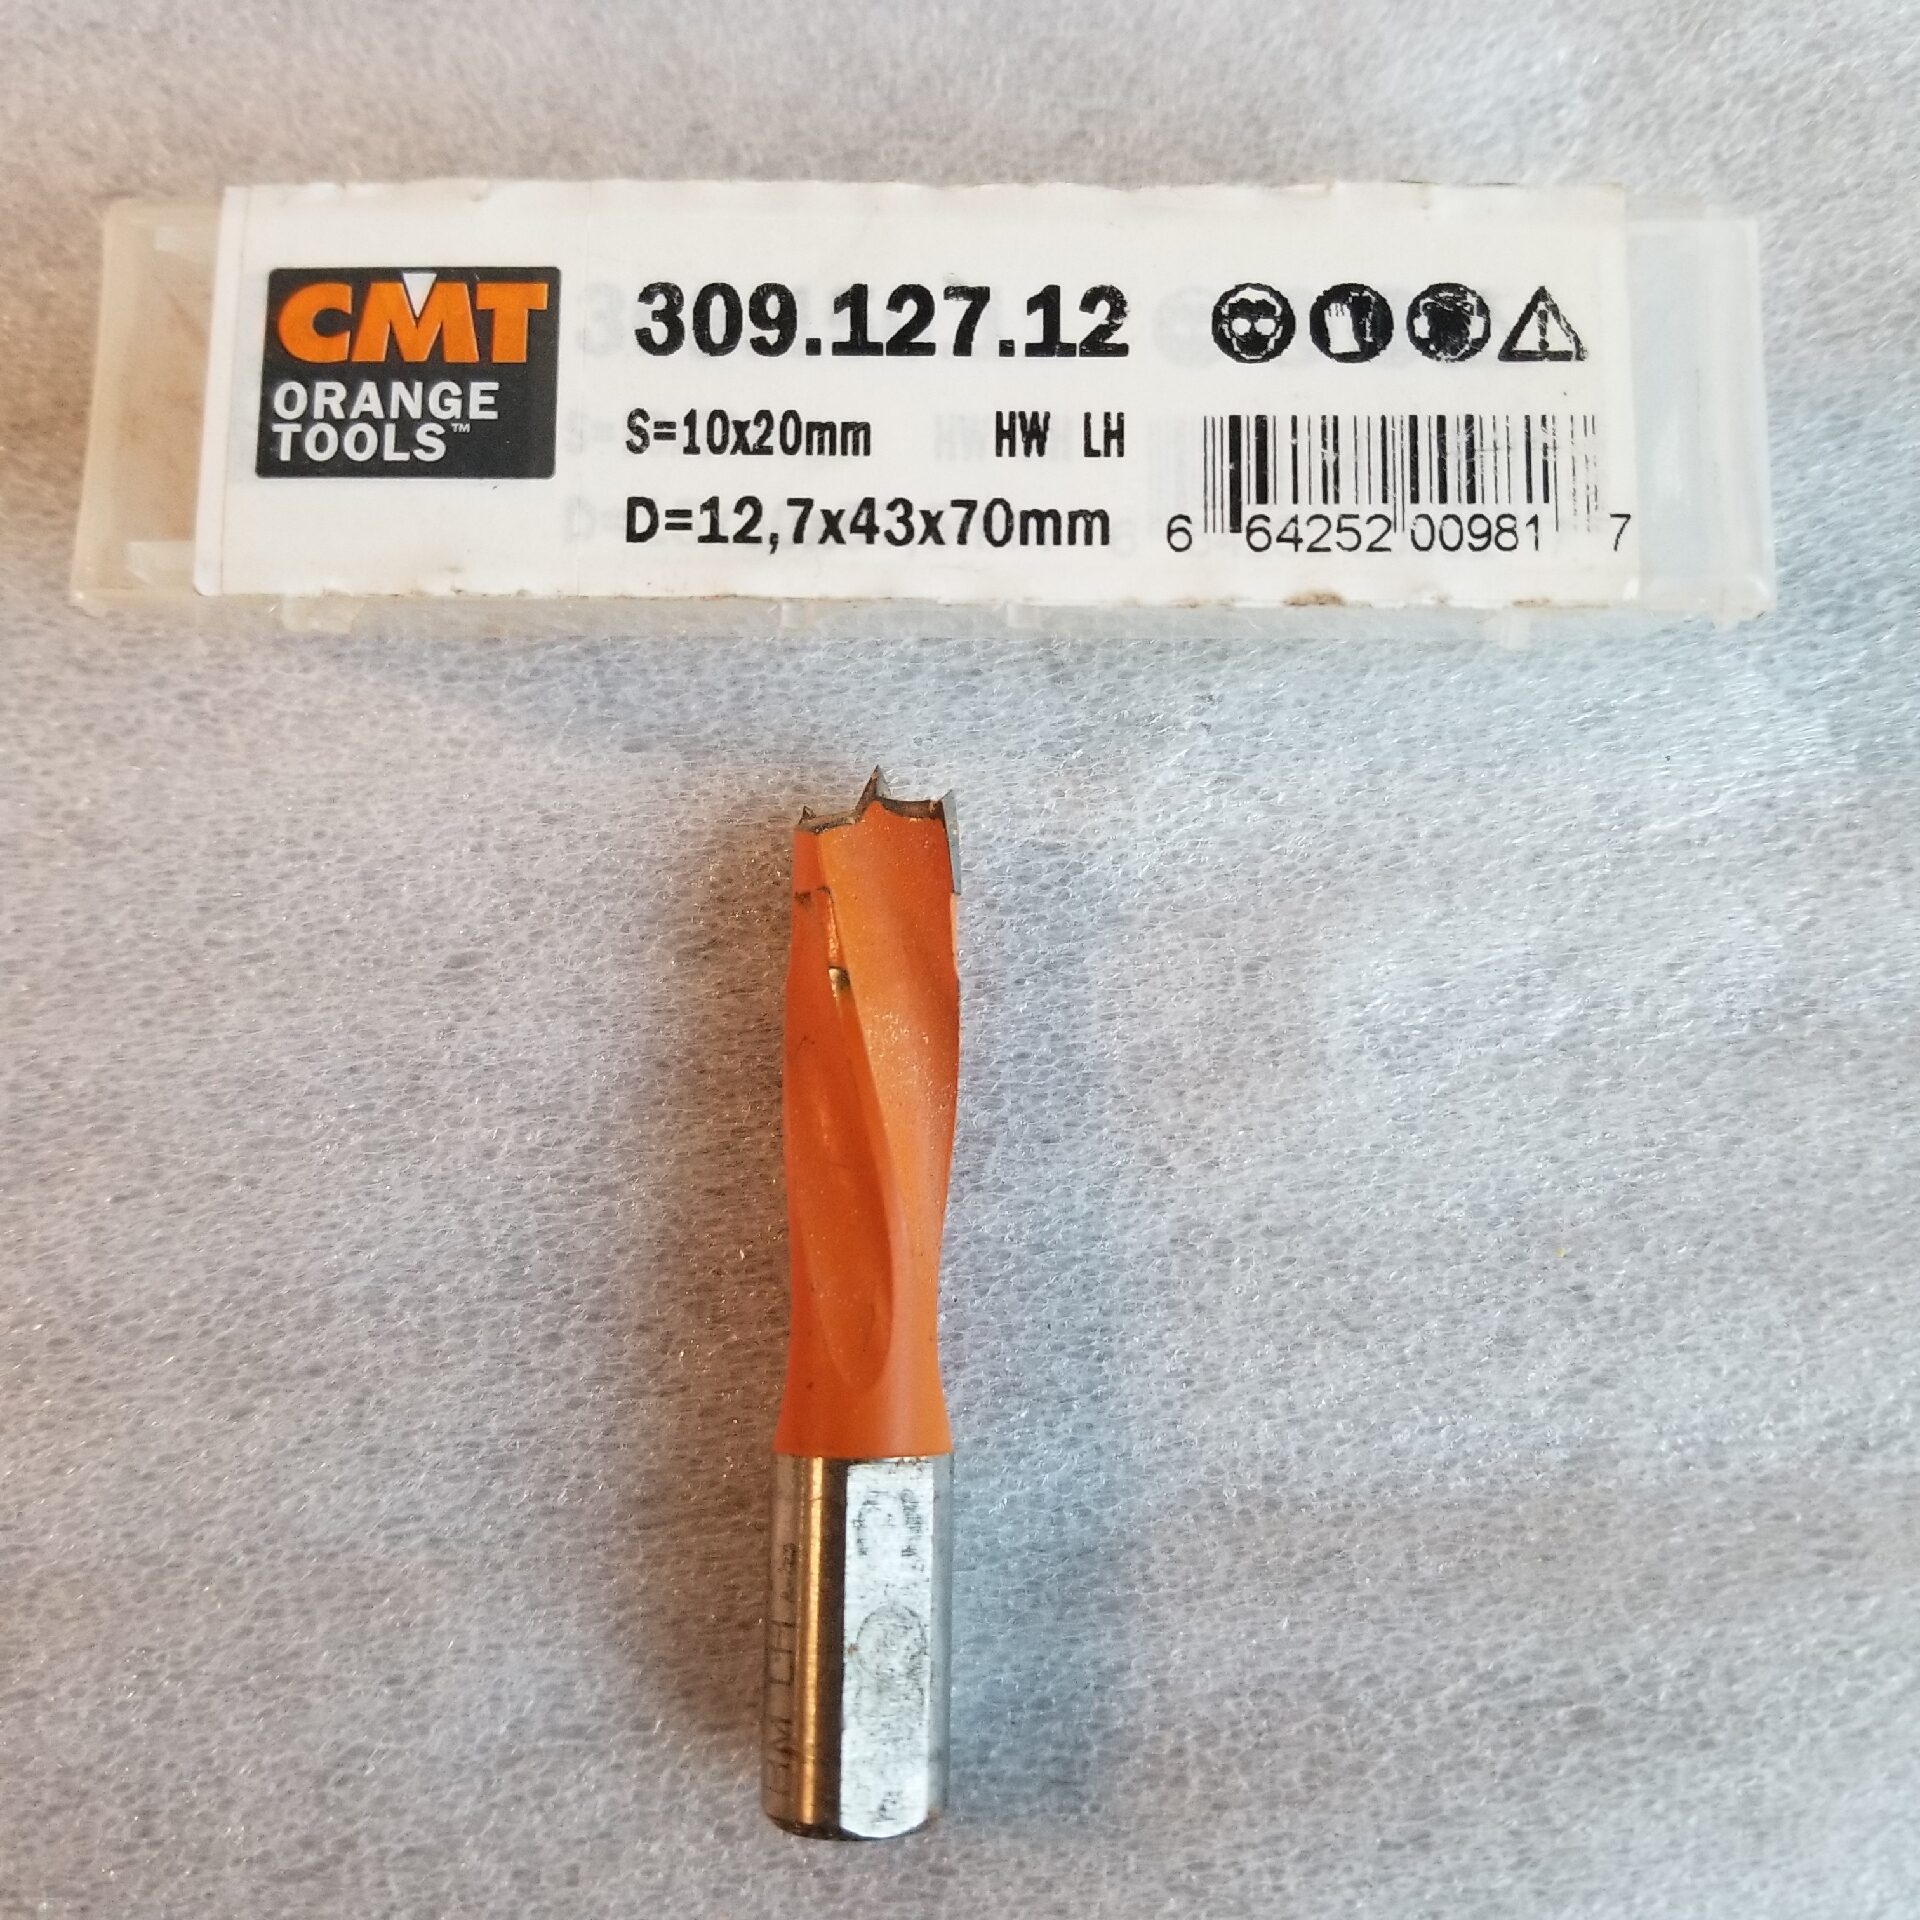 CMT
ORANGE
TOOLS™
309.127.12
S=10x20mm HW LH
D=12,7x43x70mm
6 64252 00981 7